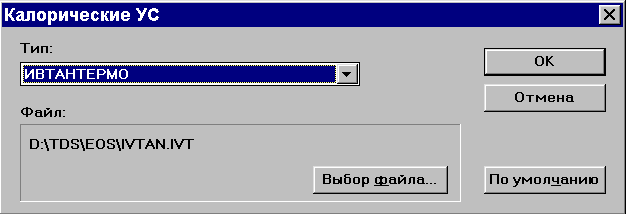 Калорические УС
Тип:
ИВТАНТЕРМО
OK
Отмена
Файл:
D:\TDS\EOS\IVTAN.IVT
Выбор файла...
По умолчанию